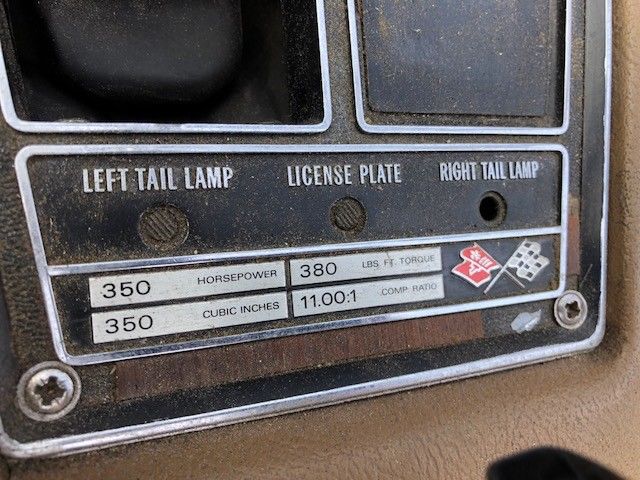 LEFT TAIL LAMP LICENSE PLATE RIGHT TAIL LAMP
350 HORSEPOWER 380 LBS. FT. TORQUE
350 CUBIC INCHES 11.00:1 COMP. RATIO